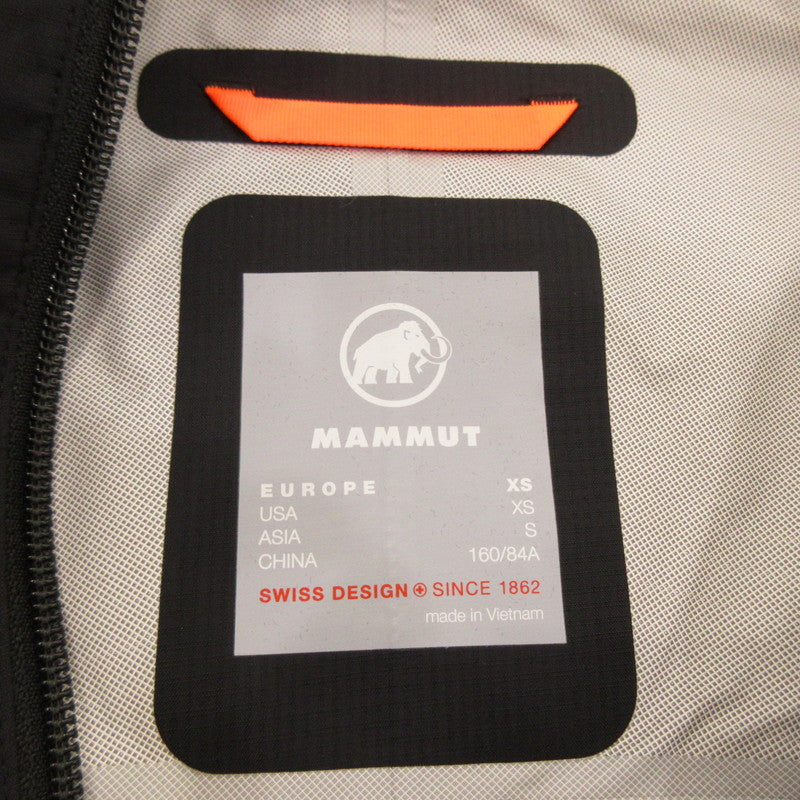 MAMMUT
EUROPE XS
USA XS
ASIA S
CHINA 160/84A
SWISS DESIGN SINCE 1862
made in Vietnam